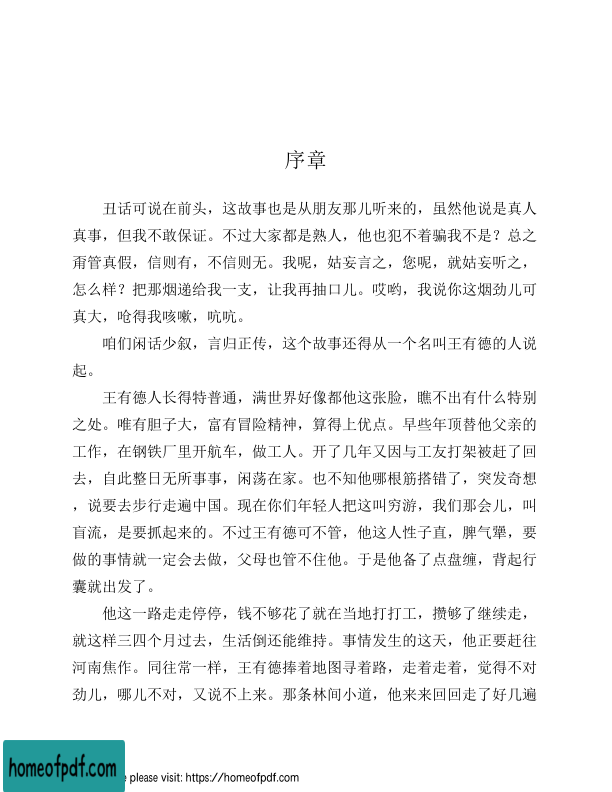 序章
丑话可说在前头，这故事也是从朋友那儿听来的，虽然他说是真人
真事，但我不敢保证。不过大家都是熟人，他也犯不着骗我不是？总之
甭管真假，信则有，不信则无。我呢，姑妄言之，您呢，就姑妄听之，
怎么样？把那烟递给我一支，让我再抽口儿。哎哟，我说你这烟劲儿可
真大，呛得我咳嗽，吭吭。
咱们闲话少叙，言归正传，这个故事还得从一个名叫王有德的人说
起。
王有德人长得特普通，满世界好像都他这张脸，瞧不出有什么特别
之处。唯有胆子大，富有冒险精神，算得上优点。早些年顶替他父亲的
工作，在钢铁厂里开航车，做工人。开了几年又因与工友打架被赶了回
去，自此整日无所事事，闲荡在家。也不知他哪根筋搭错了，突发奇想
，说要去步行走遍中国。现在你们年轻人把这叫穷游，我们那会儿，叫
盲流，是要抓起来的。不过王有德可不管，他这人性子直，脾气犟，要
做的事情就一定会去做，父母也管不住他。于是他备了点盘缠，背起行
囊就出发了。
他这一路走走停停，钱不够花了就在当地打打工，攒够了继续走，
就这样三四个月过去，生活倒还能维持。事情发生的这天，他正要赶往
河南焦作。同往常一样，王有德捧着地图寻着路，走着走着，觉得不对
劲儿，哪儿不对，又说不上来。那条林间小道，他来来回回走了好几遍
homeofpdf.com
e please visit: https://homeofpdf.com